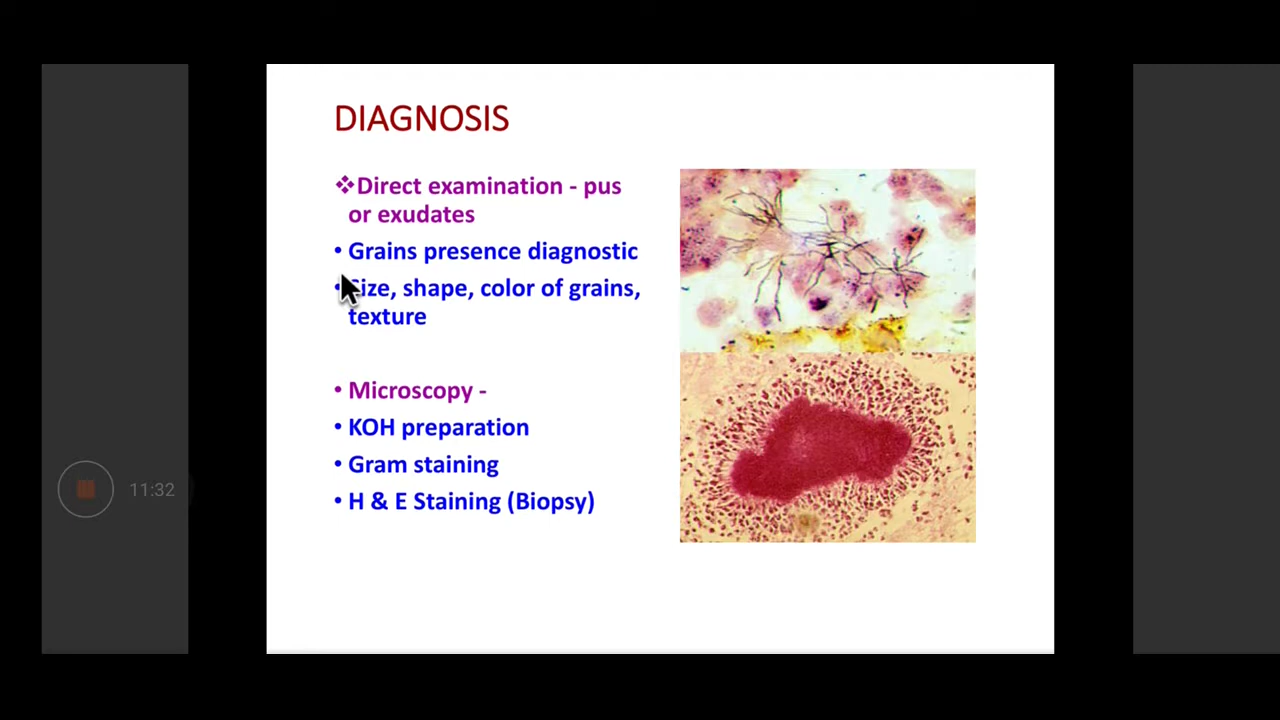 DIAGNOSIS
❖Direct examination - pus
or exudates
• Grains presence diagnostic
• Size, shape, color of grains,
texture
• Microscopy -
• KOH preparation
• Gram staining
• H & E Staining (Biopsy)
11:32